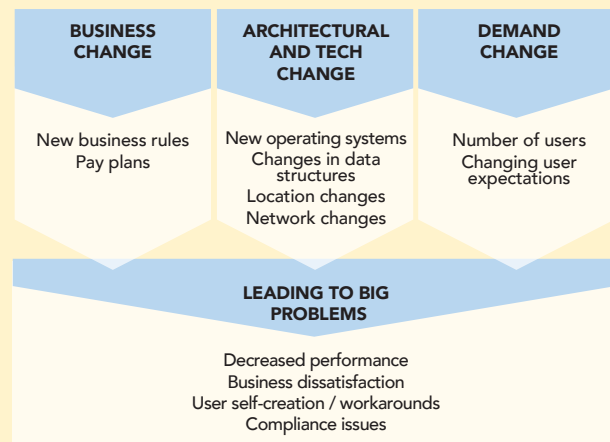 BUSINESS
CHANGE
New business rules
Pay plans
ARCHITECTURAL
AND TECH
CHANGE
New operating systems
Changes in data
structures
Location changes
Network changes
DEMAND
CHANGE
Number of users
Changing user
expectations
LEADING TO BIG
PROBLEMS
Decreased performance
Business dissatisfaction
User self-creation / workarounds
Compliance issues